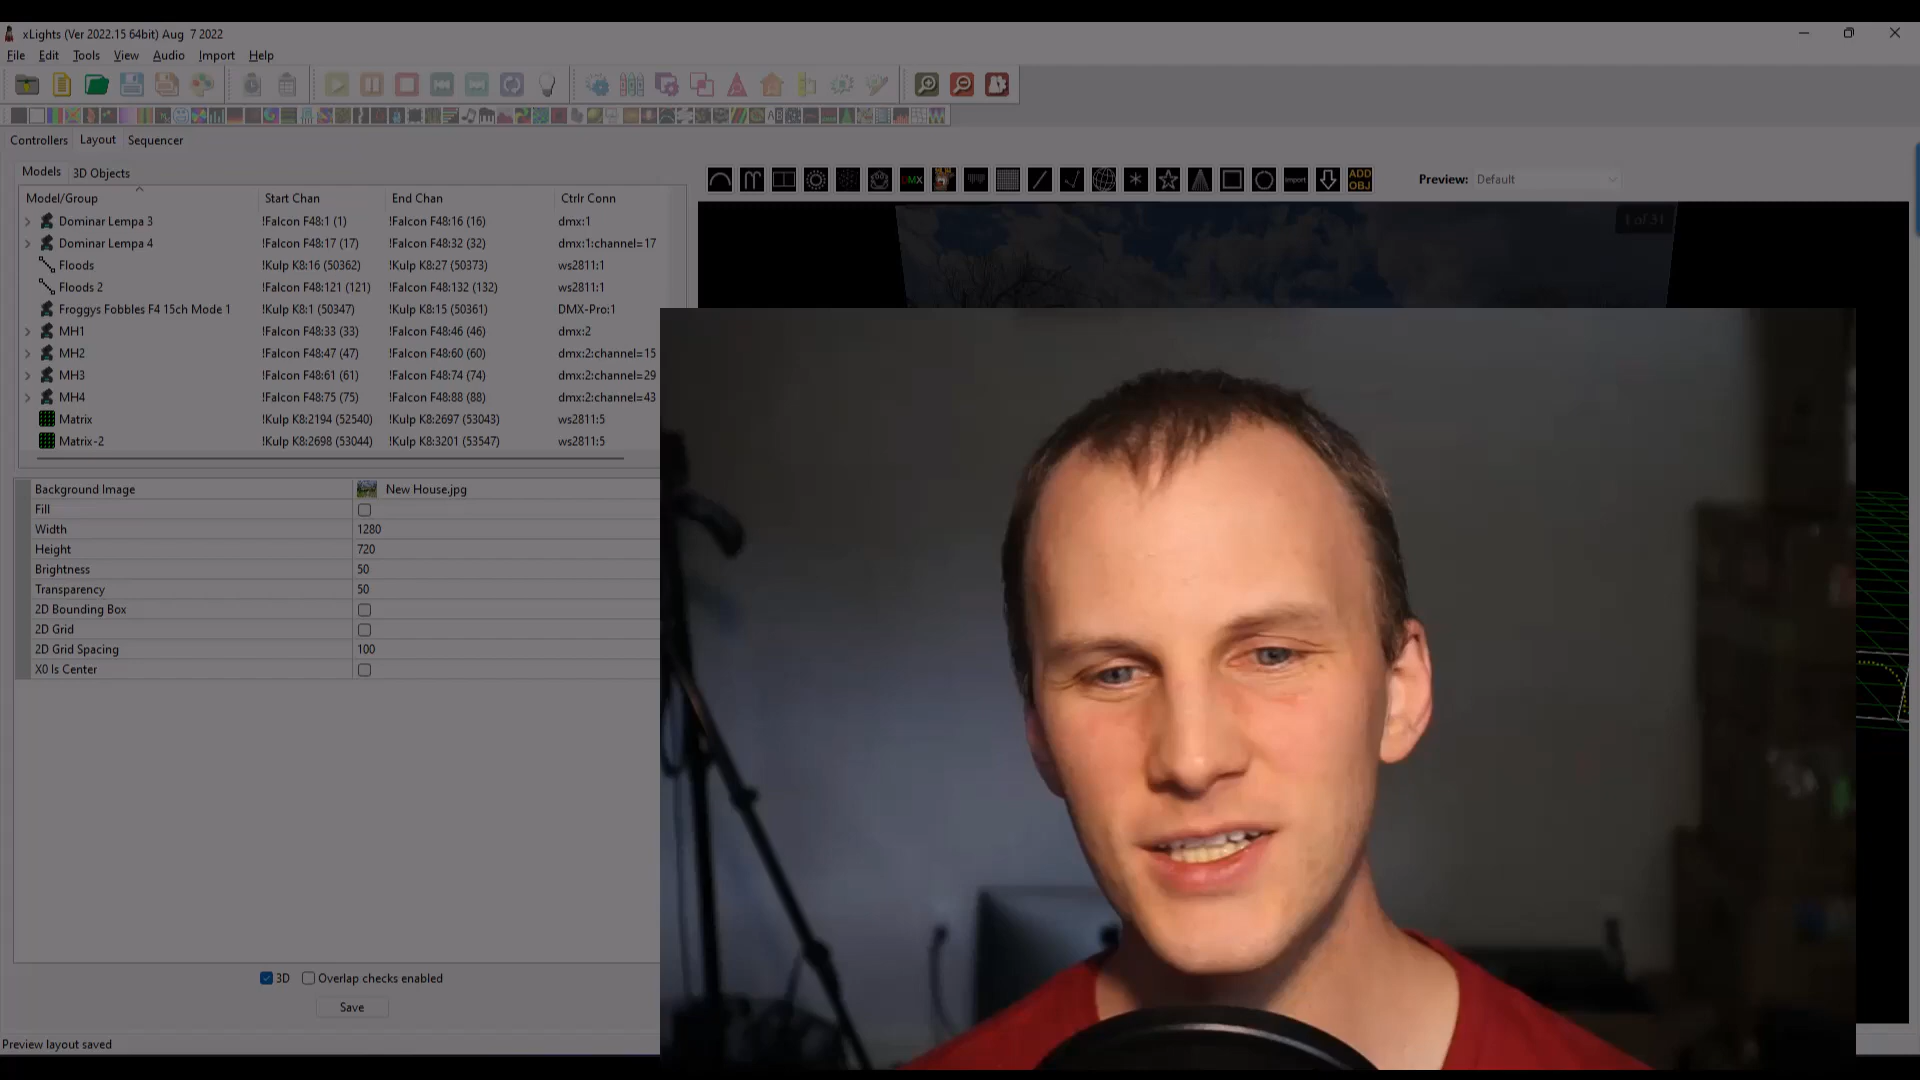 xLights (Ver 2022.15 64bit) Aug 7 2022
File Edit Tools View Audio Import Help
Controllers Layout Sequencer
Models 3D Objects
DMX import ADD OBJ Preview: Default
Model/Group Start Chan End Chan Ctrlr Conn
1 of 31
Dominar Lempa 3 !Falcon F48:1 (1) !Falcon F48:16 (16) dmx:1
Dominar Lempa 4 !Falcon F48:17 (17) !Falcon F48:32 (32) dmx:1:channel=17
Floods !Kulp K8:16 (50362) !Kulp K8:27 (50373) ws2811:1
Floods 2 !Falcon F48:121 (121) !Falcon F48:132 (132) ws2811:1
Froggys Fobbles F4 15ch Mode 1 !Kulp K8:1 (50347) !Kulp K8:15 (50361) DMX-Pro:1
MH1 !Falcon F48:33 (33) !Falcon F48:46 (46) dmx:2
MH2 !Falcon F48:47 (47) !Falcon F48:60 (60) dmx:2:channel=15
MH3 !Falcon F48:61 (61) !Falcon F48:74 (74) dmx:2:channel=29
MH4 !Falcon F48:75 (75) !Falcon F48:88 (88) dmx:2:channel=43
Matrix !Kulp K8:2194 (52540) !Kulp K8:2697 (53043) ws2811:5
Matrix-2 !Kulp K8:2698 (53044) !Kulp K8:3201 (53547) ws2811:5
Background Image New House.jpg
Fill
Width 1280
Height 720
Brightness 50
Transparency 50
2D Bounding Box
2D Grid
2D Grid Spacing 100
X0 Is Center
3D Overlap checks enabled
Save
Preview layout saved